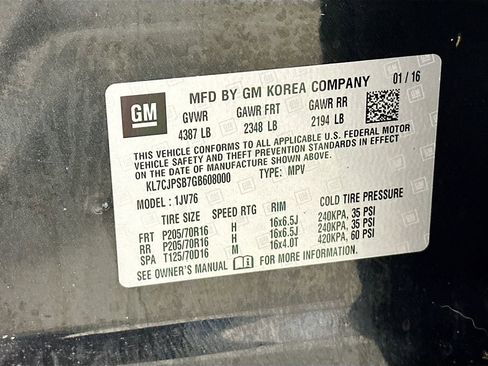 MFD BY GM KOREA COMPANY 01/16
GM
GVWR GAWR FRT GAWR RR
4387 LB 2348 LB 2194 LB
THIS VEHICLE CONFORMS TO ALL APPLICABLE U.S. FEDERAL MOTOR
VEHICLE SAFETY AND THEFT PREVENTION STANDARDS IN EFFECT
ON THE DATE OF MANUFACTURE SHOWN ABOVE.
KL7CJPSB7GB608000 TYPE: MPV
MODEL: 1JV76
TIRE SIZE SPEED RTG RIM COLD TIRE PRESSURE
FRT P205/70R16 H 16x6.5J 240KPA, 35 PSI
RR P205/70R16 H 16x6.5J 240KPA, 35 PSI
SPA T125/70D16 M 16x4.0T 420KPA, 60 PSI
SEE OWNER'S MANUAL FOR MORE INFORMATION.